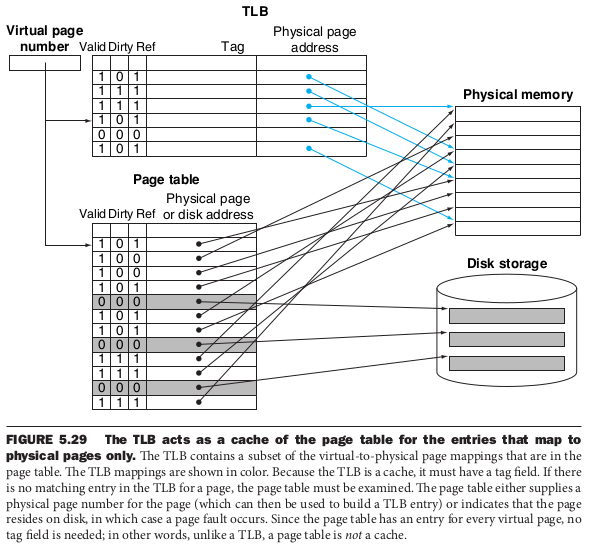 TLB
Virtual page
number
Valid Dirty Ref
Tag
Physical page
address
1 0 1
1 1 1
1 1 1
1 0 1
0 0 0
1 0 1
Physical memory
Page table
Physical page
or disk address
Valid Dirty Ref
1 0 1
1 0 0
1 0 0
1 0 1
0 0 0
1 0 1
1 0 1
0 0 0
1 1 1
1 1 1
0 0 0
1 1 1
Disk storage
FIGURE 5.29 The TLB acts as a cache of the page table for the entries that map to
physical pages only. The TLB contains a subset of the virtual-to-physical page mappings that are in the
page table. The TLB mappings are shown in color. Because the TLB is a cache, it must have a tag field. If there
is no matching entry in the TLB for a page, the page table must be examined. The page table either supplies a
physical page number for the page (which can then be used to build a TLB entry) or indicates that the page
resides on disk, in which case a page fault occurs. Since the page table has an entry for every virtual page, no
tag field is needed; in other words, unlike a TLB, a page table is not a cache.